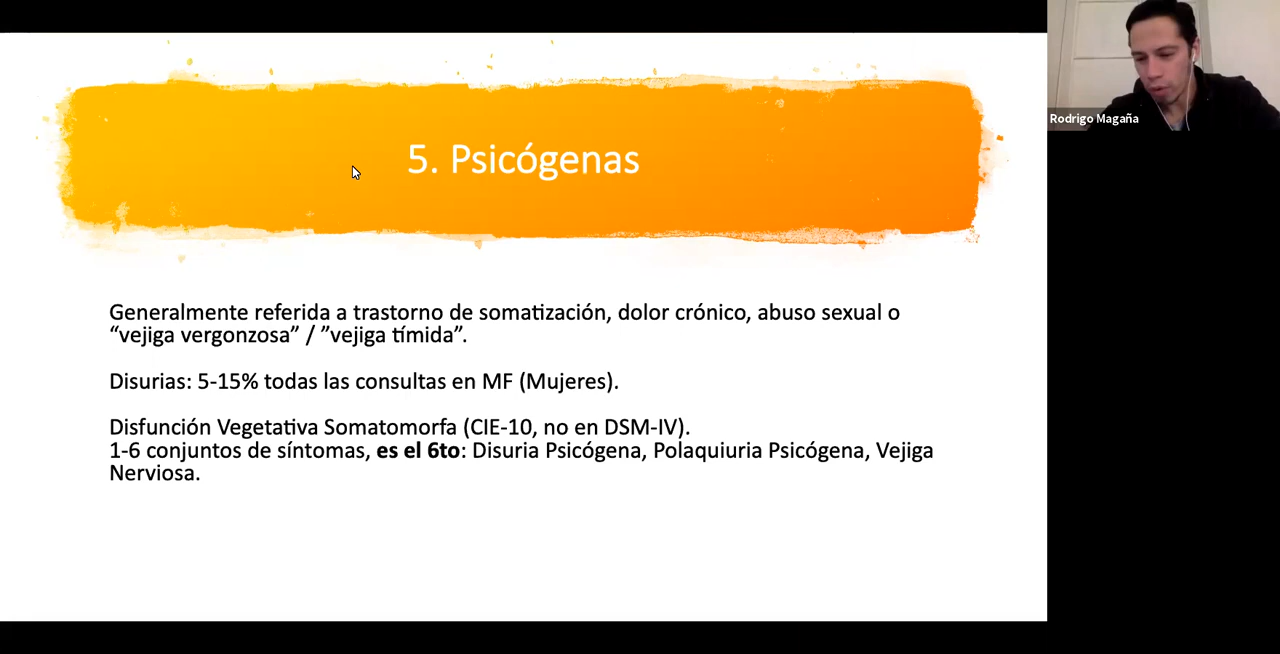 5. Psicógenas
Rodrigo Magaña
Generalmente referida a trastorno de somatización, dolor crónico, abuso sexual o
“vejiga vergonzosa” / ”vejiga tímida”.
Disurias: 5-15% todas las consultas en MF (Mujeres).
Disfunción Vegetativa Somatomorfa (CIE-10, no en DSM-IV).
1-6 conjuntos de síntomas, es el 6to: Disuria Psicógena, Polaquiuria Psicógena, Vejiga
Nerviosa.